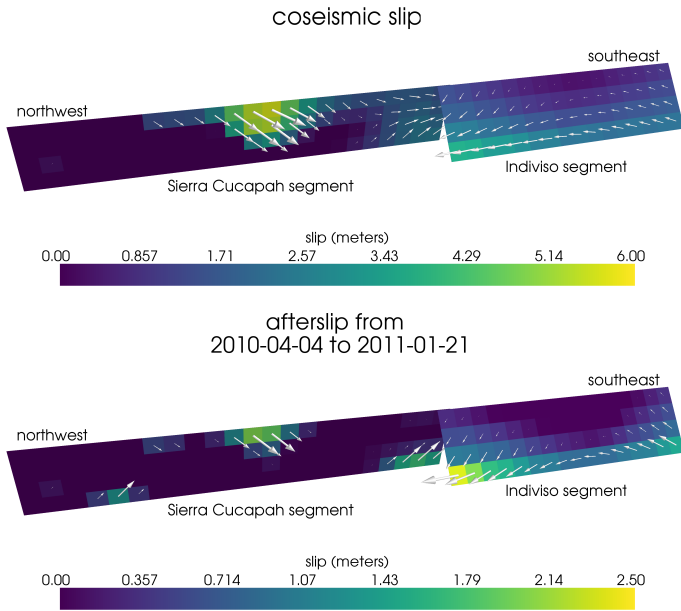 coseismic slip
southeast
northwest
Indiviso segment
Sierra Cucapah segment
slip (meters)
0.00 0.857 1.71 2.57 3.43 4.29 5.14 6.00
afterslip from
2010-04-04 to 2011-01-21
southeast
northwest
Indiviso segment
Sierra Cucapah segment
slip (meters)
0.00 0.357 0.714 1.07 1.43 1.79 2.14 2.50